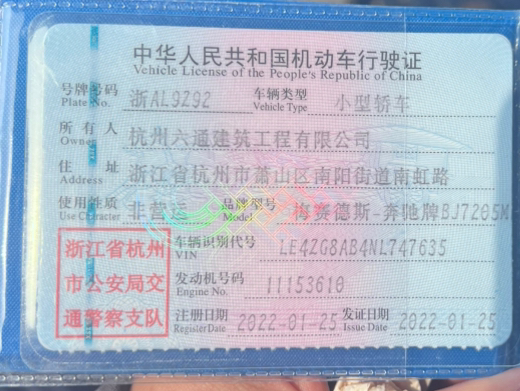 中华人民共和国机动车行驶证
Vehicle License of the People's Republic of China
号牌号码 浙AL9Z92 车辆类型 小型轿车
Plate No. Vehicle Type
所有人 杭州六通建筑工程有限公司
Owner
住址 浙江省杭州市萧山区南阳街道南虹路
Address
使用性质 非营运 品牌型号 梅赛德斯-奔驰牌BJ7205M
Use Character Model
浙江省杭州
市公安局交
通警察支队
车辆识别代号 LE4ZG8AB4NL747635
VIN
发动机号码 11153610
Engine No.
注册日期 2022-01-25 发证日期 2022-01-25
Register Date Issue Date